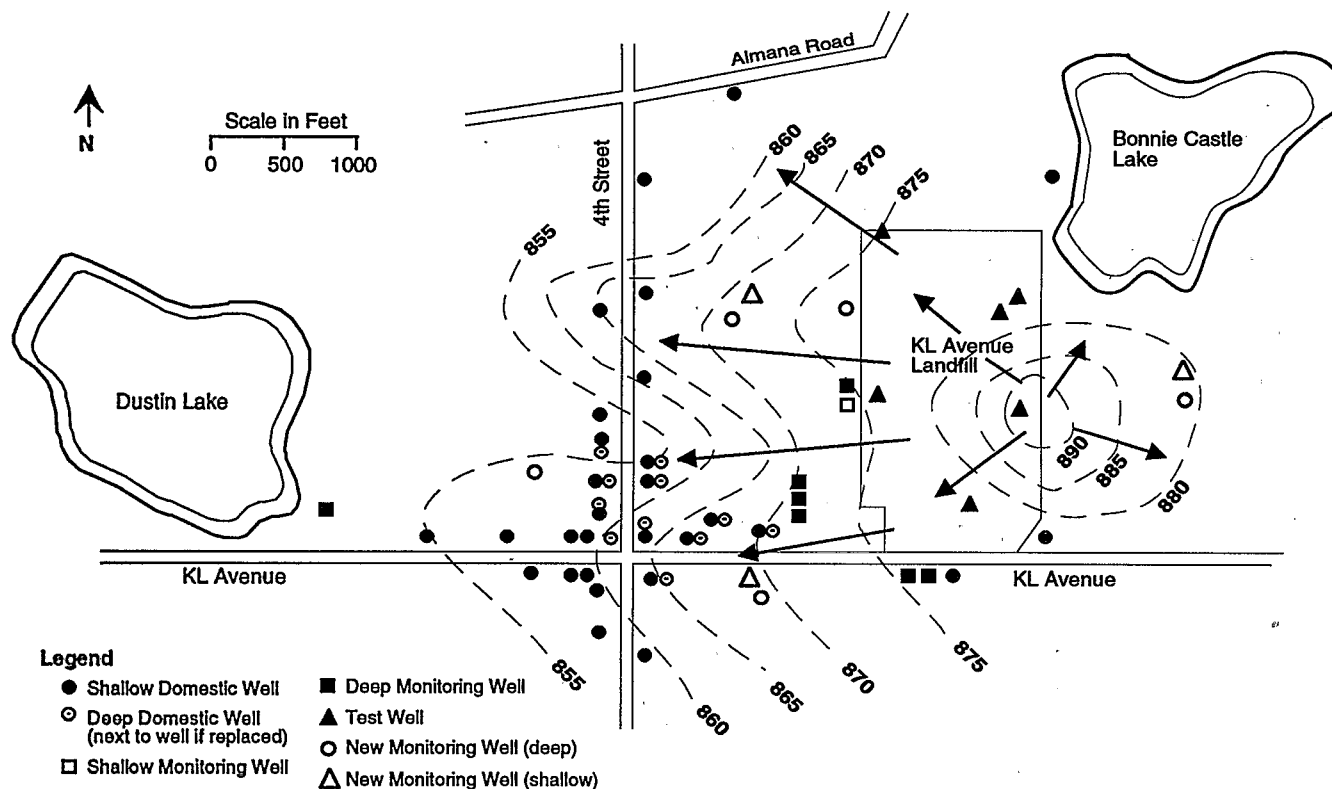 Almana Road
N
Scale in Feet
0 500 1000
4th Street
860
865
870
875
855
Bonnie Castle
Lake
KL Avenue
Landfill
Dustin Lake
890
885
880
KL Avenue
KL Avenue
855
860
865
870
875
Legend
Shallow Domestic Well
Deep Domestic Well
(next to well if replaced)
Shallow Monitoring Well
Deep Monitoring Well
Test Well
New Monitoring Well (deep)
New Monitoring Well (shallow)